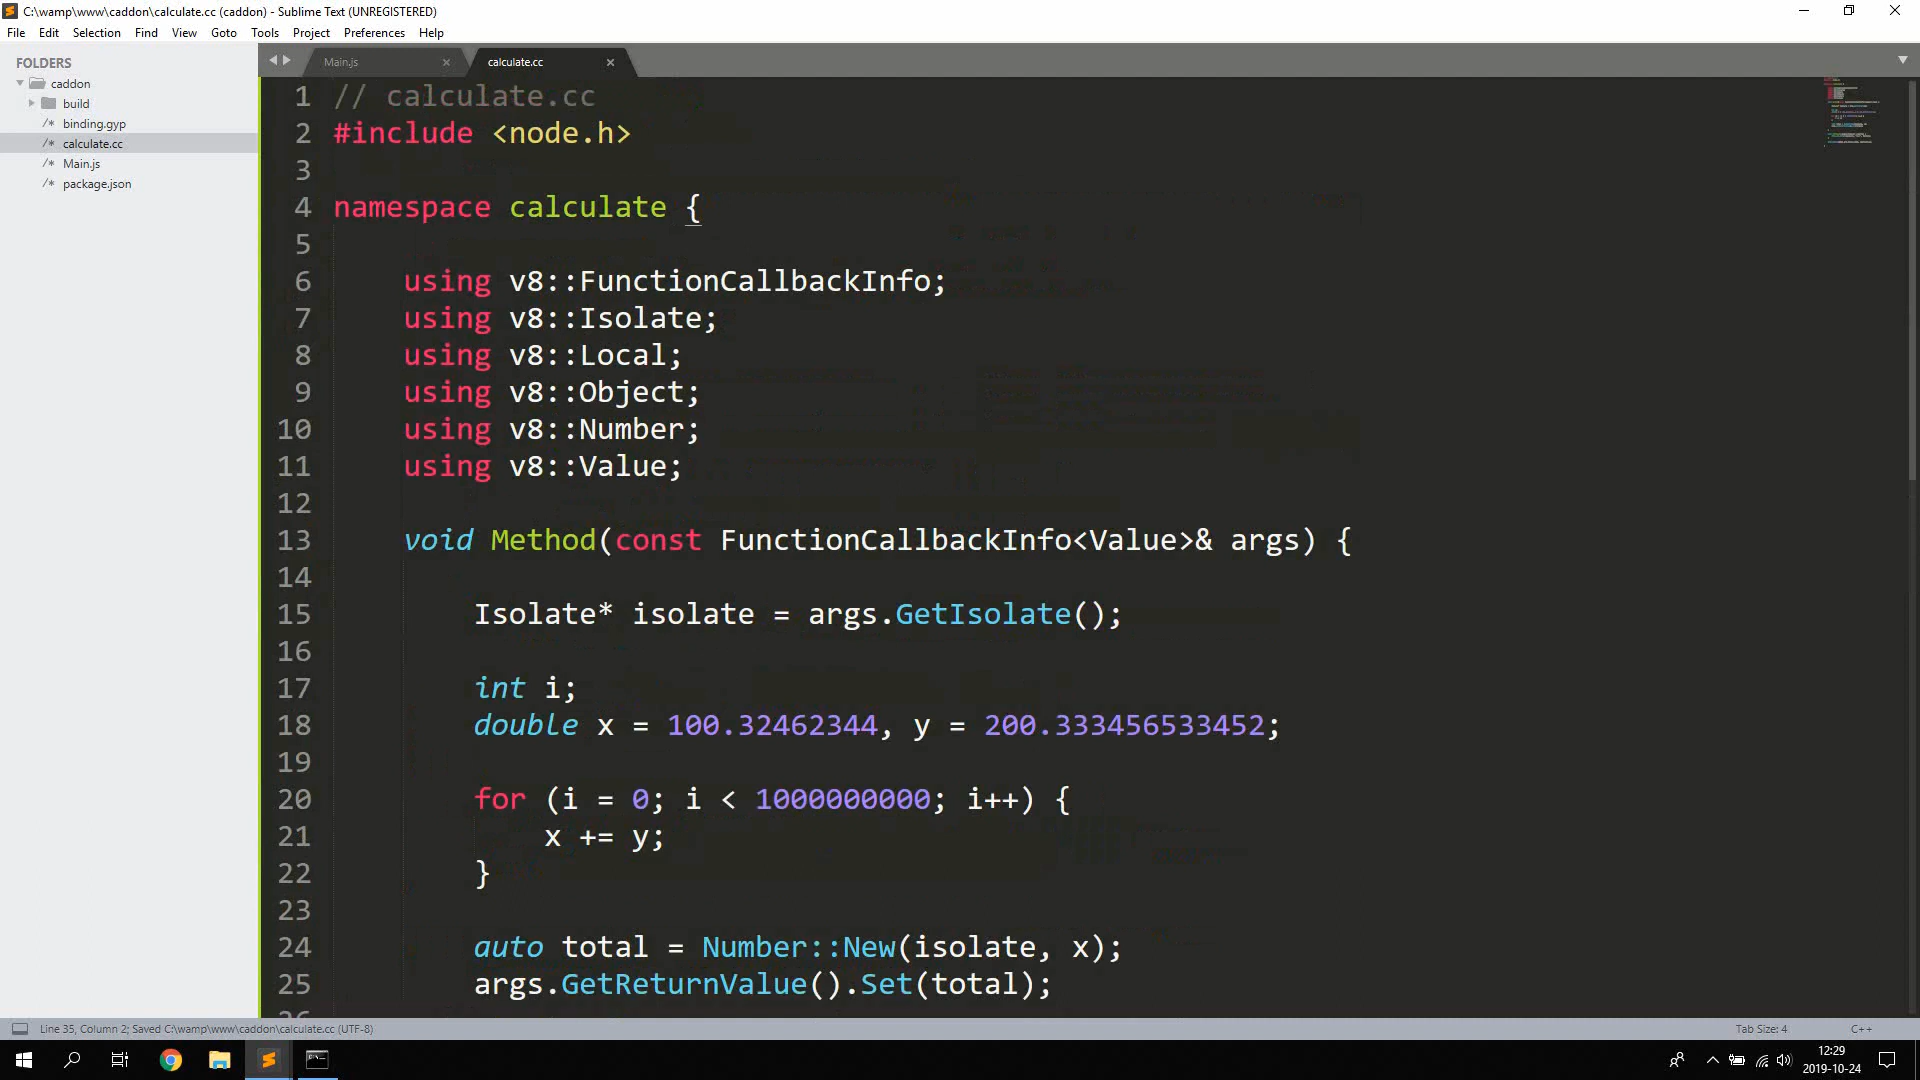 C:\wamp\www\caddon\calculate.cc (caddon) - Sublime Text (UNREGISTERED)
File Edit Selection Find View Goto Tools Project Preferences Help
FOLDERS
caddon
build
/* binding.gyp
/* calculate.cc
/* Main.js
/* package.json
Main.js
calculate.cc
1 // calculate.cc
2 #include <node.h>
3
4 namespace calculate {
5
6 using v8::FunctionCallbackInfo;
7 using v8::Isolate;
8 using v8::Local;
9 using v8::Object;
10 using v8::Number;
11 using v8::Value;
12
13 void Method(const FunctionCallbackInfo<Value>& args) {
14
15 Isolate* isolate = args.GetIsolate();
16
17 int i;
18 double x = 100.32462344, y = 200.333456533452;
19
20 for (i = 0; i < 1000000000; i++) {
21 x += y;
22 }
23
24 auto total = Number::New(isolate, x);
25 args.GetReturnValue().Set(total);
Line 35, Column 2; Saved C:\wamp\www\caddon\calculate.cc (UTF-8)
Tab Size: 4
C++
12:29
2019-10-24